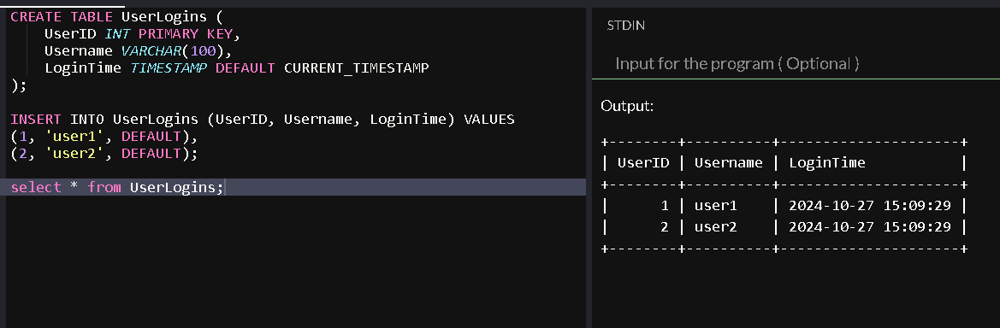 CREATE TABLE UserLogins (
    UserID INT PRIMARY KEY,
    Username VARCHAR(100),
    LoginTime TIMESTAMP DEFAULT CURRENT_TIMESTAMP
);
INSERT INTO UserLogins (UserID, Username, LoginTime) VALUES
(1, 'user1', DEFAULT),
(2, 'user2', DEFAULT);
select * from UserLogins;
STDIN
Input for the program ( Optional )
Output:
+--------+----------+---------------------+
| UserID | Username | LoginTime           |
+--------+----------+---------------------+
|      1 | user1    | 2024-10-27 15:09:29 |
|      2 | user2    | 2024-10-27 15:09:29 |
+--------+----------+---------------------+